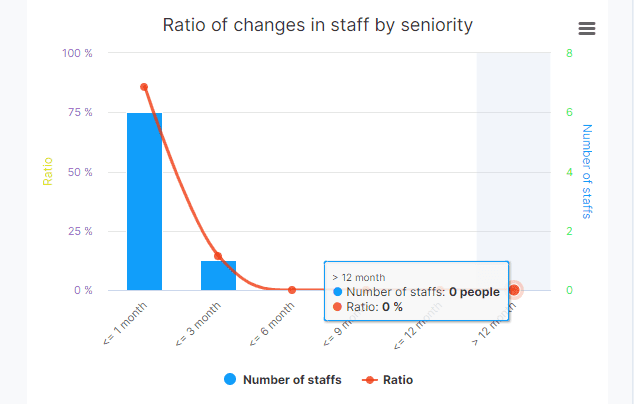 Ratio of changes in staff by seniority
100 %
75 %
50 %
25 %
0 %
Ratio
8
6
4
2
0
Number of staffs
<= 1 month
<= 3 month
<= 6 month
<= 9 mon
<= 12 month
> 12 month
> 12 month
Number of staffs: 0 people
Ratio: 0 %
Number of staffs
Ratio